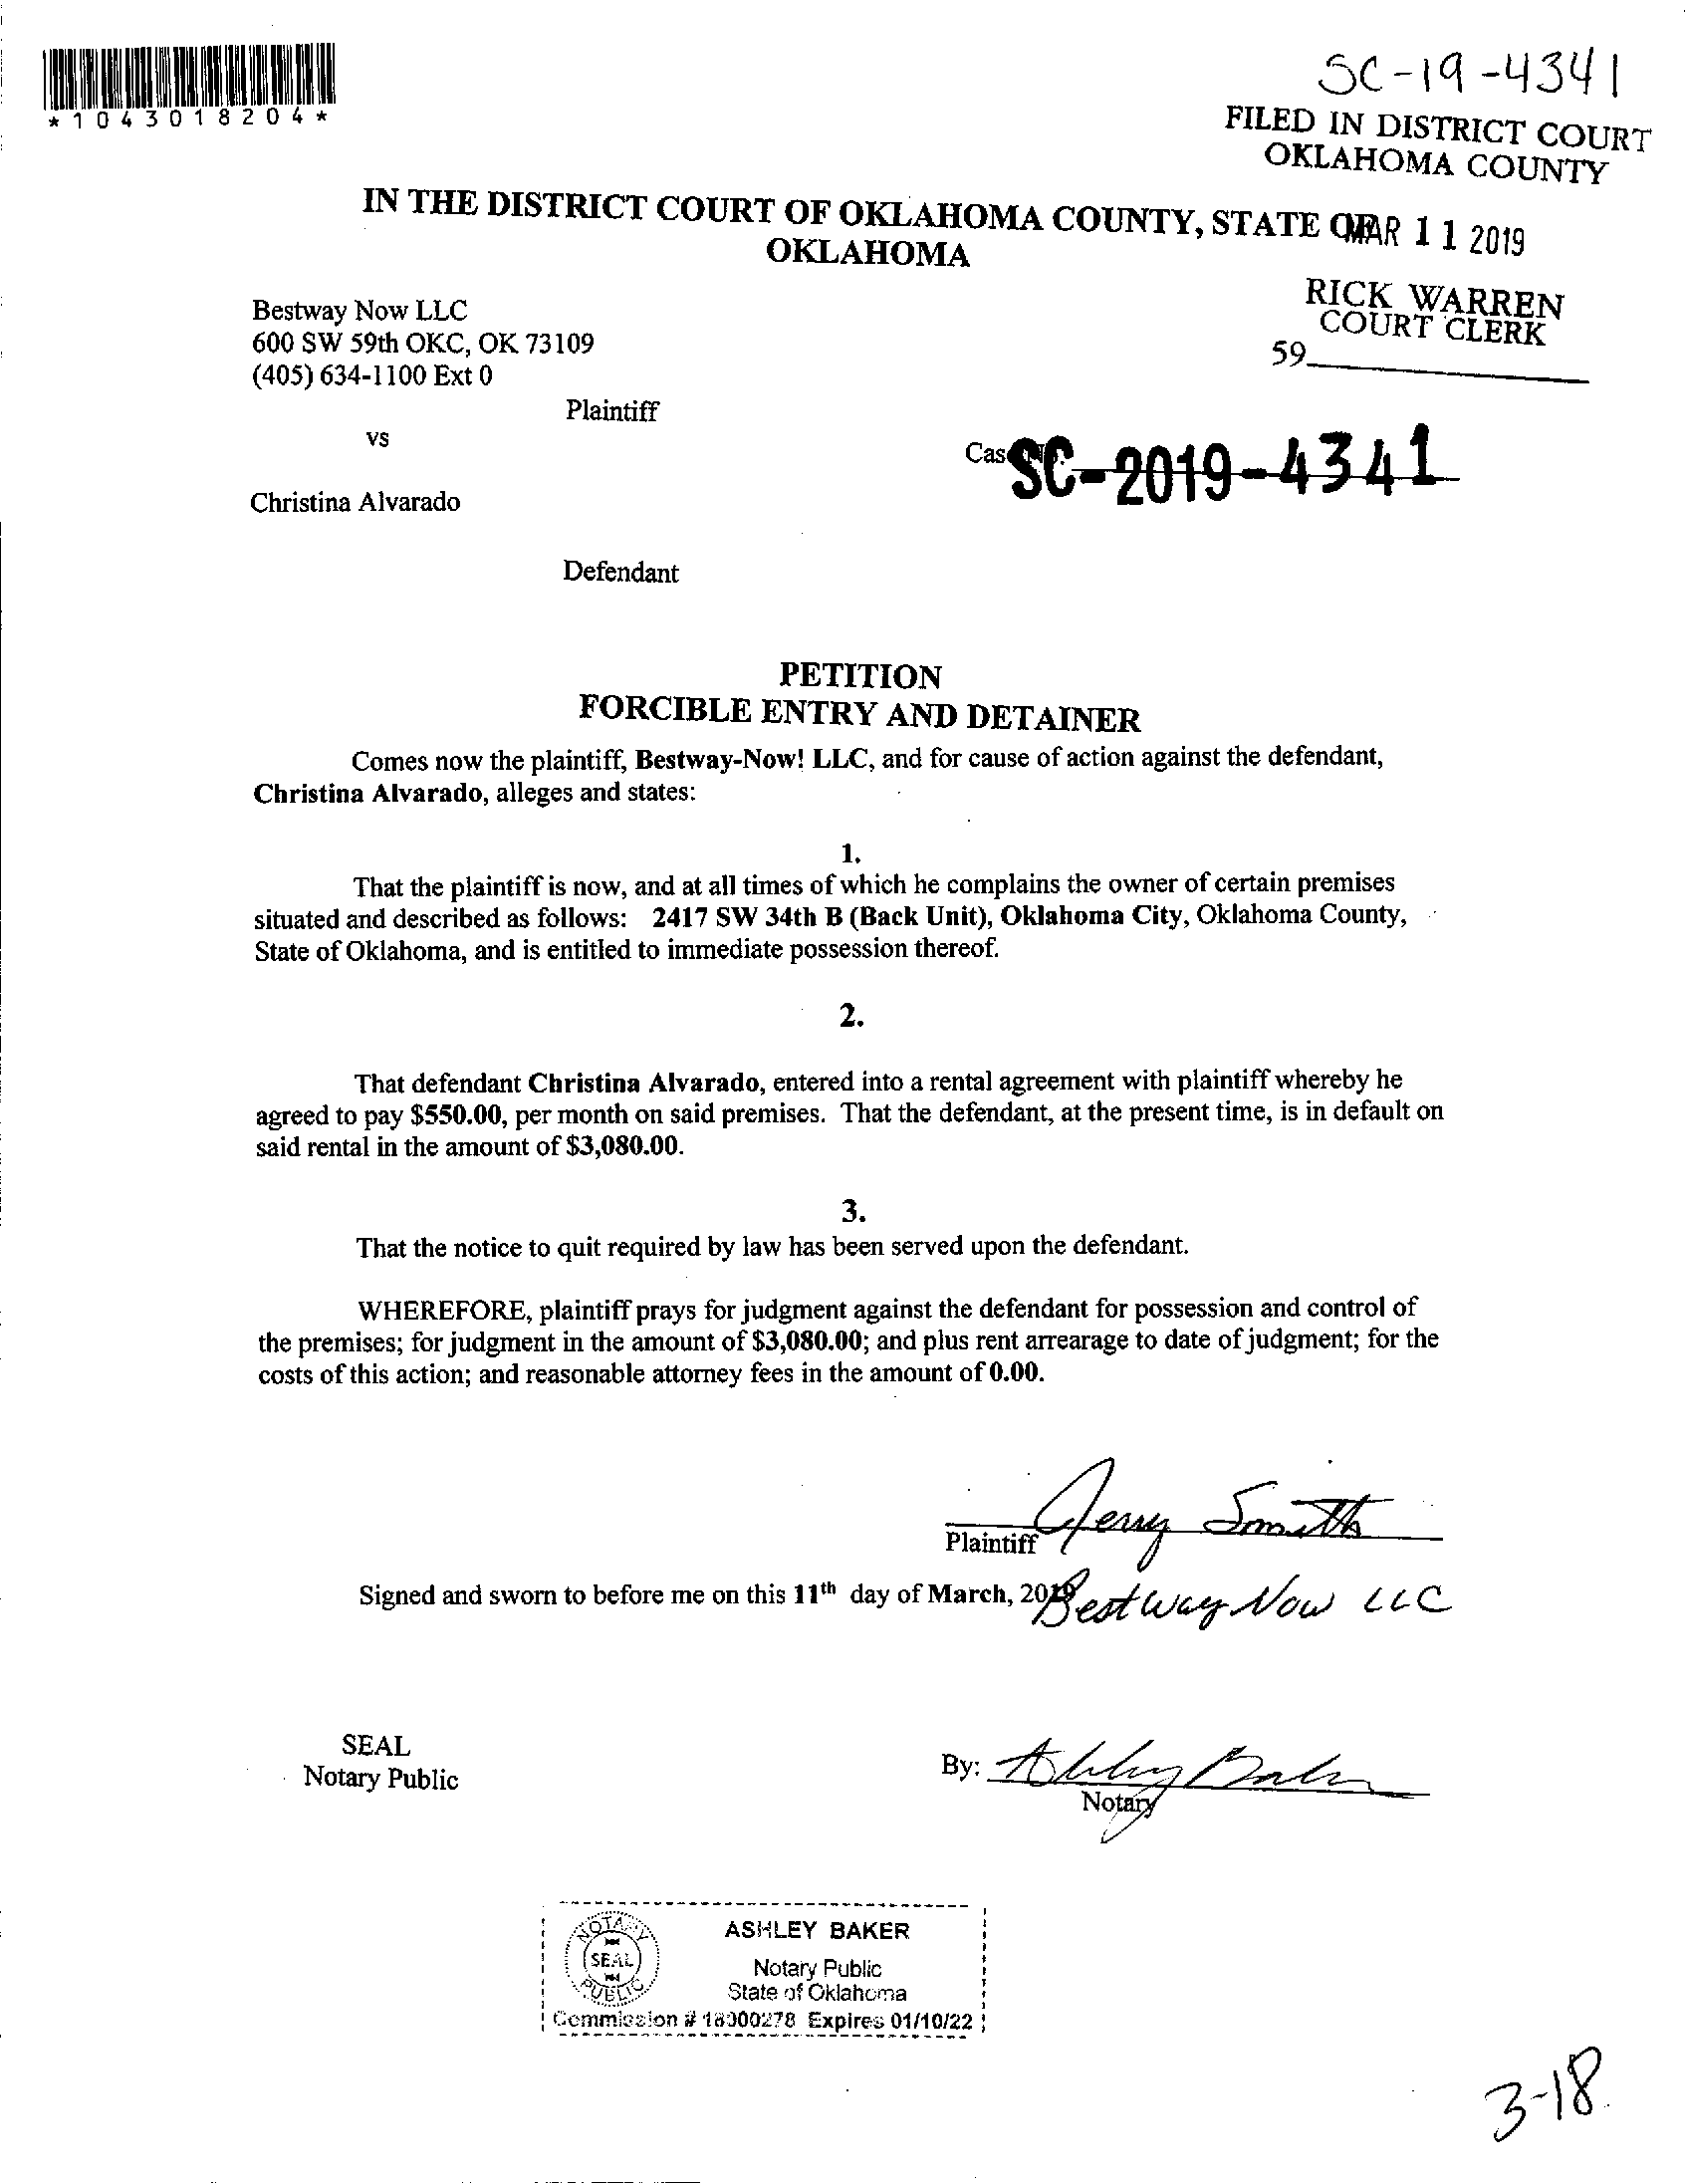 *1043018204*
SC-19-4341
FILED IN DISTRICT COURT
OKLAHOMA COUNTY
IN THE DISTRICT COURT OF OKLAHOMA COUNTY, STATE OF
OKLAHOMA
MAR 11 2019
RICK WARREN
COURT CLERK
59
Bestway Now LLC
600 SW 59th OKC, OK 73109
(405) 634-1100 Ext 0
Plaintiff
vs
Case No. SC-2019-4341
Christina Alvarado
Defendant
PETITION
FORCIBLE ENTRY AND DETAINER
Comes now the plaintiff, Bestway-Now! LLC, and for cause of action against the defendant,
Christina Alvarado, alleges and states:
1.
That the plaintiff is now, and at all times of which he complains the owner of certain premises
situated and described as follows: 2417 SW 34th B (Back Unit), Oklahoma City, Oklahoma County,
State of Oklahoma, and is entitled to immediate possession thereof.
2.
That defendant Christina Alvarado, entered into a rental agreement with plaintiff whereby he
agreed to pay $550.00, per month on said premises. That the defendant, at the present time, is in default on
said rental in the amount of $3,080.00.
3.
That the notice to quit required by law has been served upon the defendant.
WHEREFORE, plaintiff prays for judgment against the defendant for possession and control of
the premises; for judgment in the amount of $3,080.00; and plus rent arrearage to date of judgment; for the
costs of this action; and reasonable attorney fees in the amount of 0.00.
Jerry Smith
Plaintiff
Signed and sworn to before me on this 11th day of March, 2019
Bestway Now LLC
SEAL
Notary Public
By: Ashley Baker
Notary
NOTARY SEAL PUBLIC
ASHLEY BAKER
Notary Public
State of Oklahoma
Commission # 18000278 Expires 01/10/22
3-18